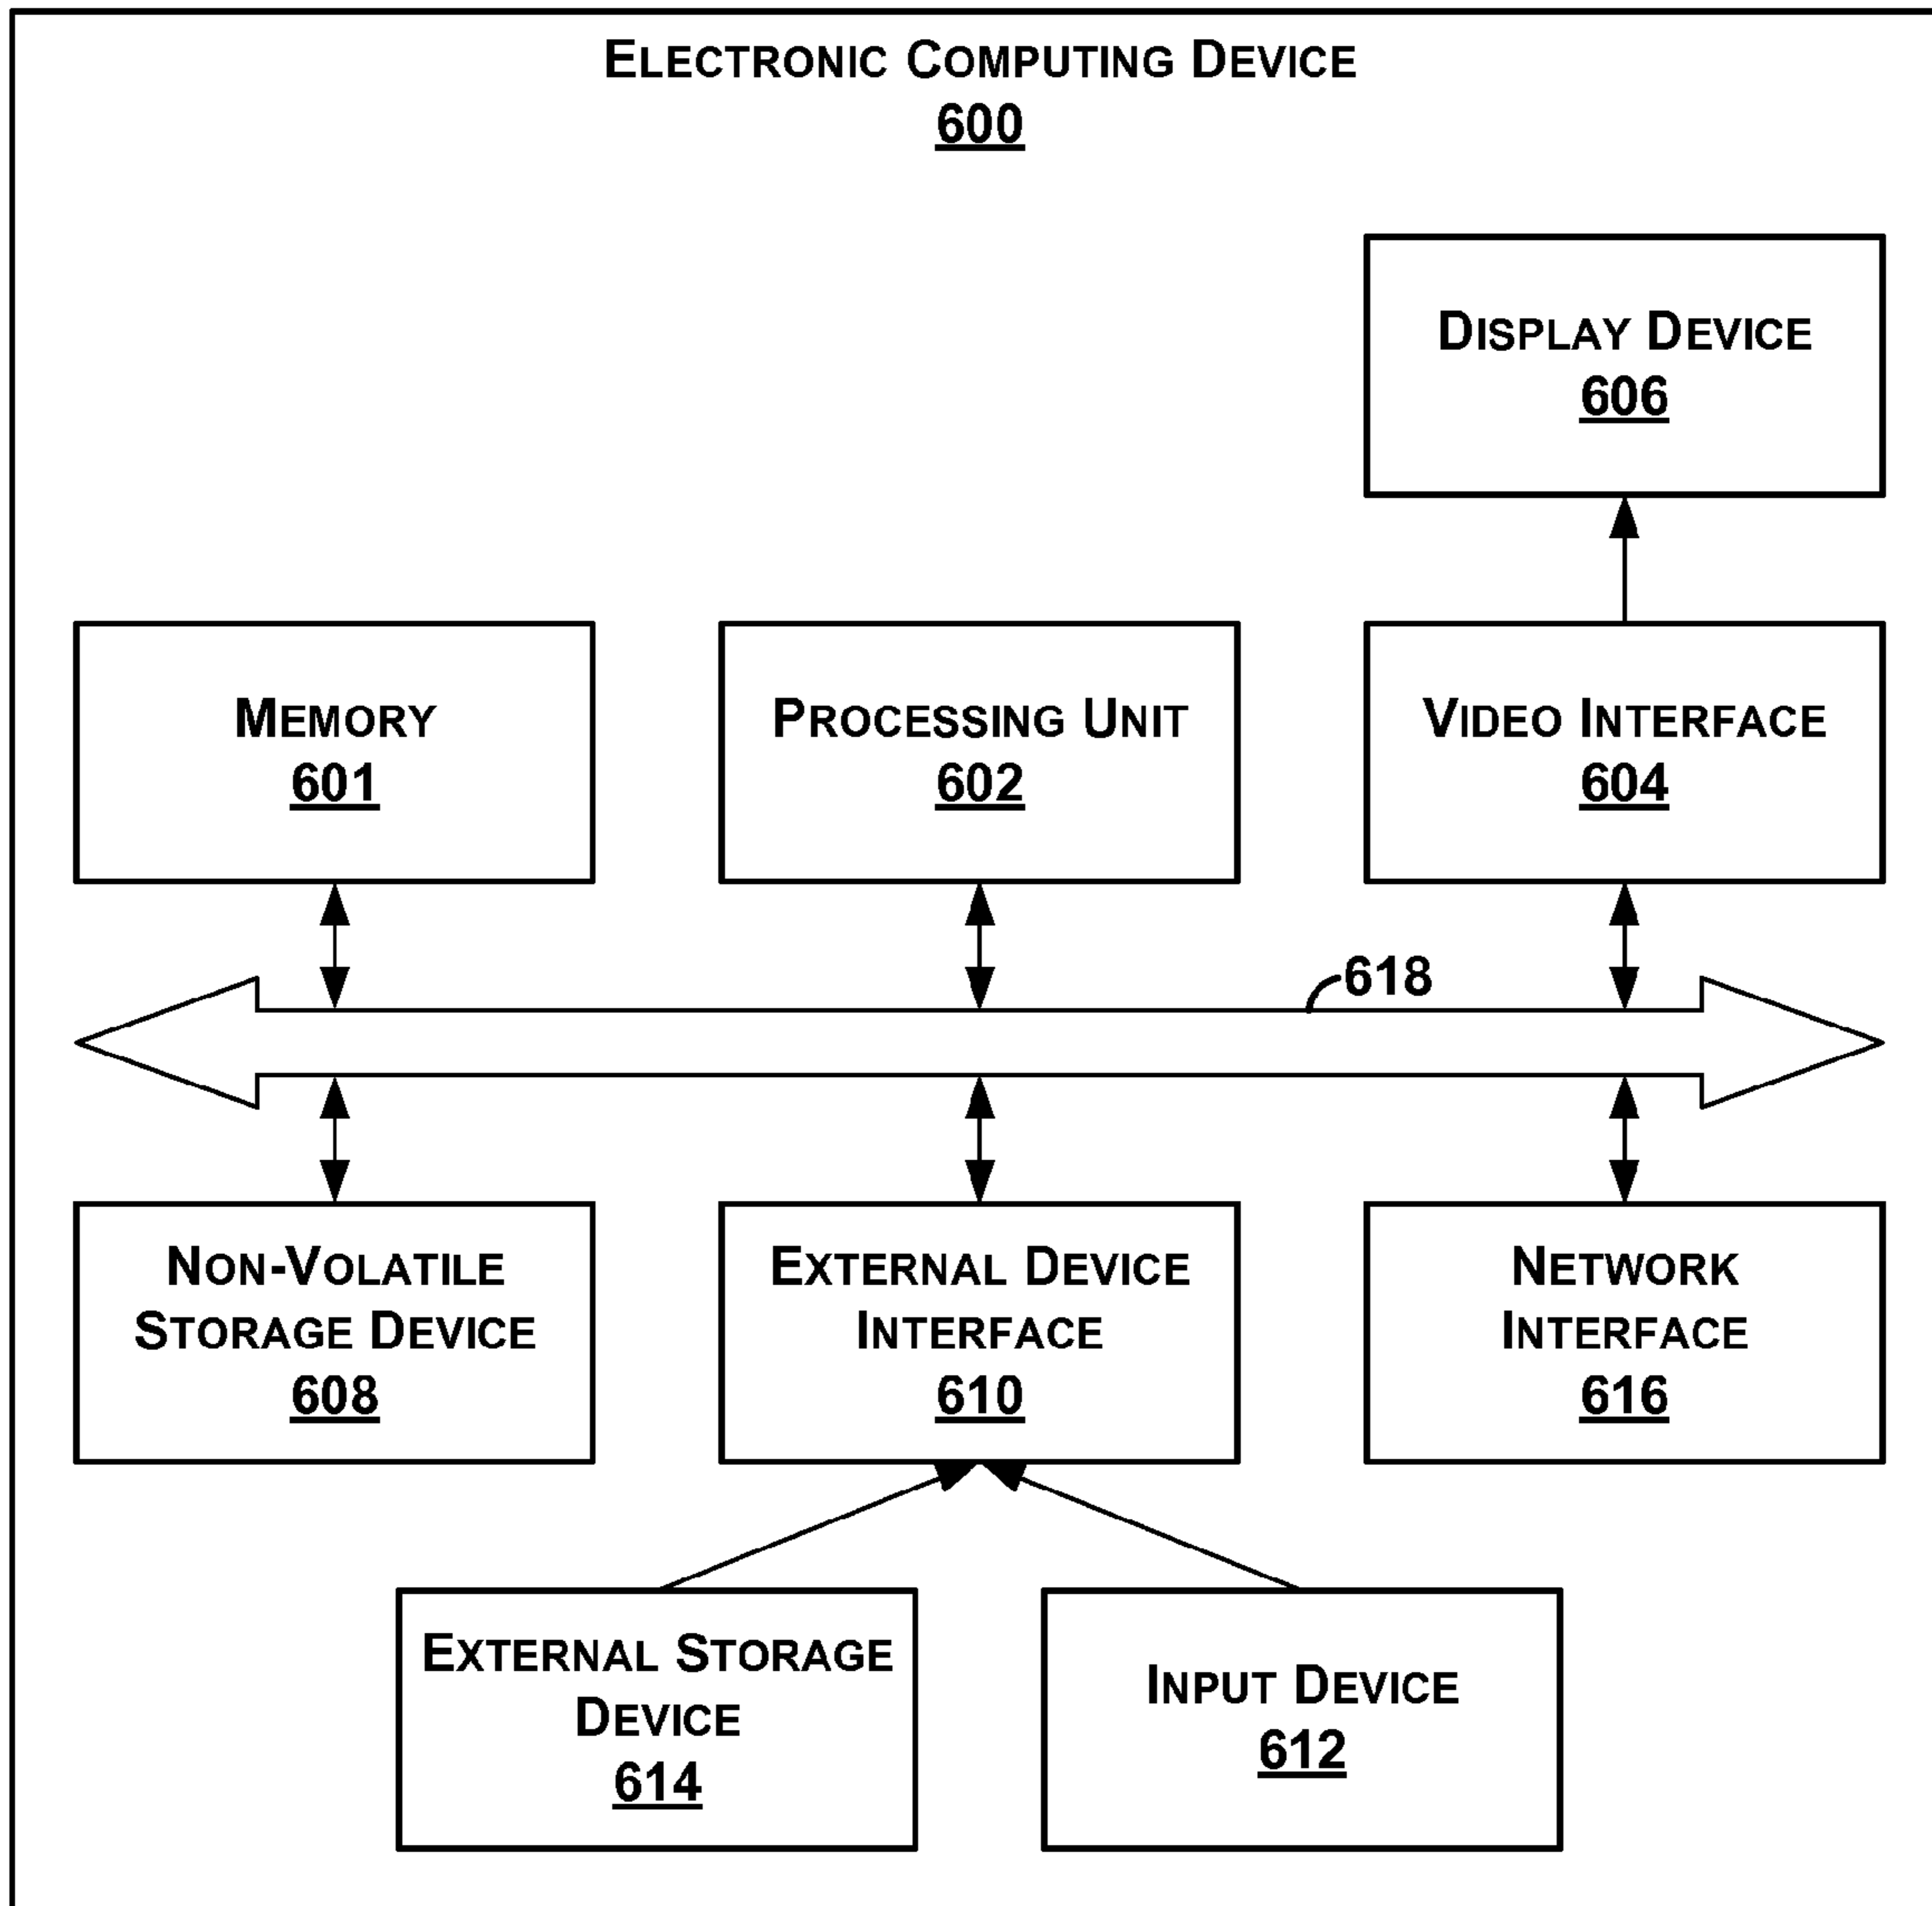 ELECTRONIC COMPUTING DEVICE
600
DISPLAY DEVICE
606
MEMORY
601
PROCESSING UNIT
602
VIDEO INTERFACE
604
618
NON-VOLATILE
STORAGE DEVICE
608
EXTERNAL DEVICE
INTERFACE
610
NETWORK
INTERFACE
616
EXTERNAL STORAGE
DEVICE
614
INPUT DEVICE
612